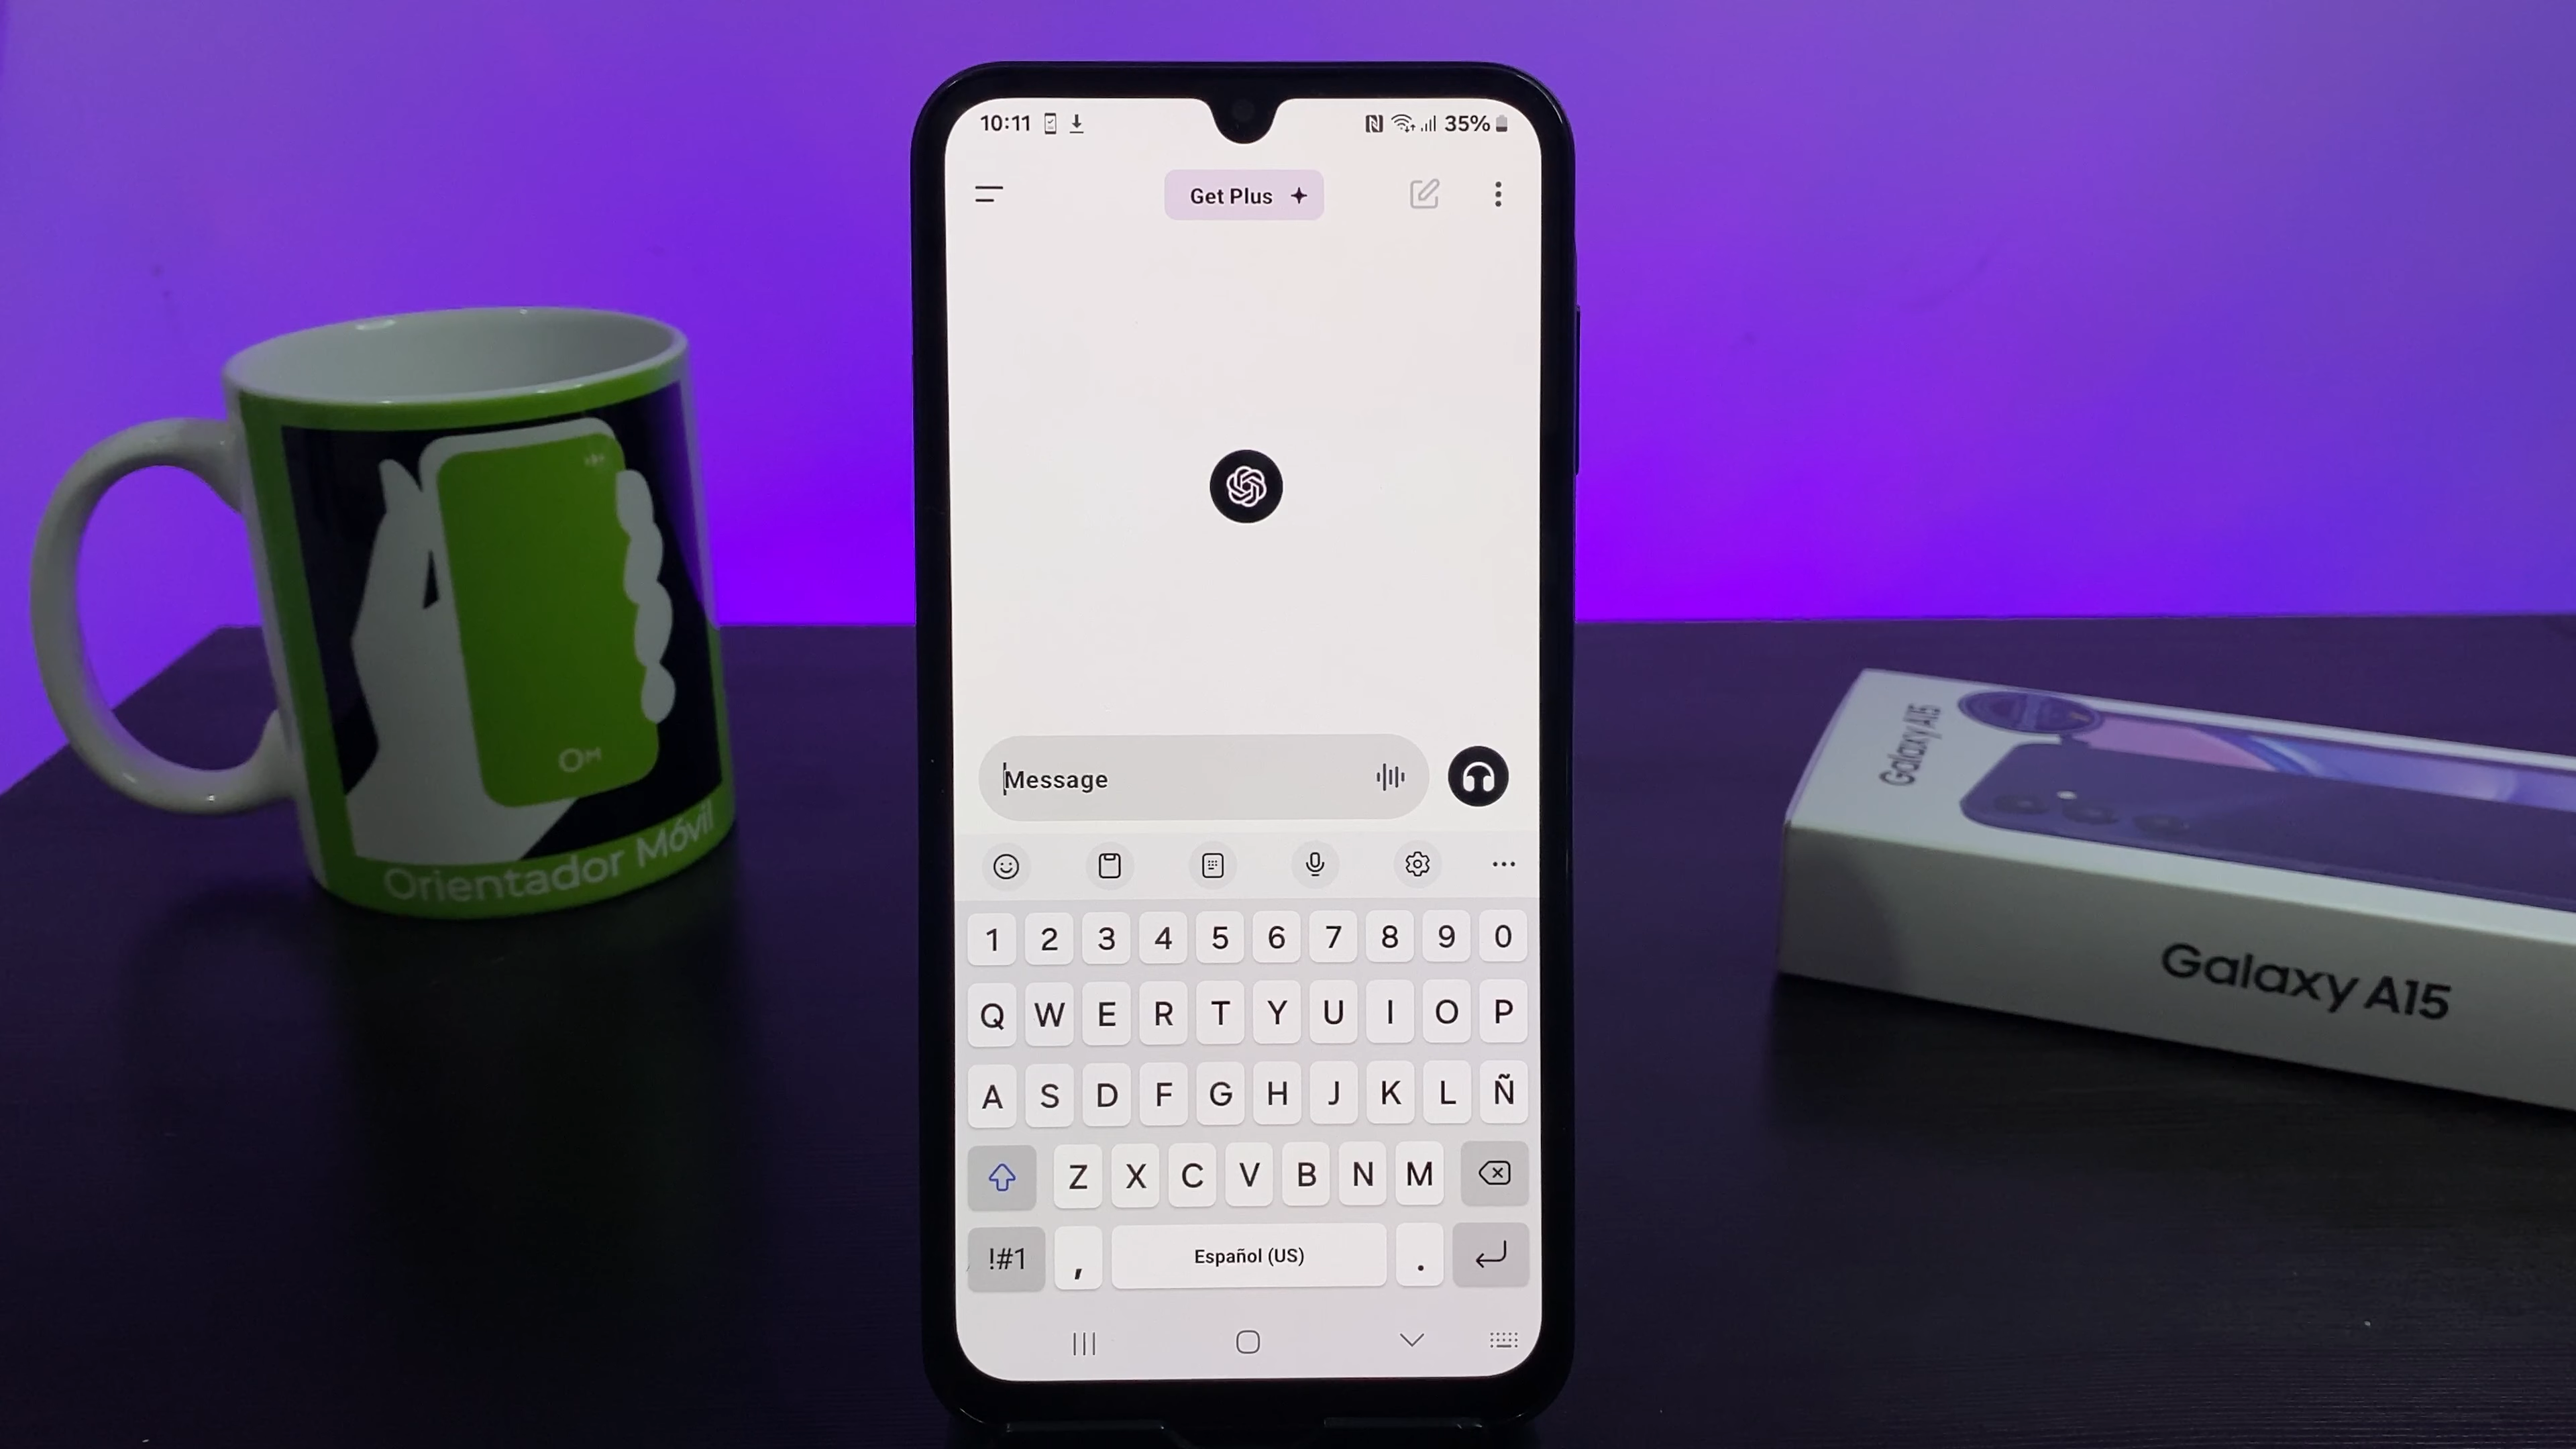 10:11
35%
Get Plus
Message
1 2 3 4 5 6 7 8 9 0
Q W E R T Y U I O P
A S D F G H J K L Ñ
Z X C V B N M
!#1 , Español (US) .
OM
Orientador Móvil
Galaxy A15
Galaxy A15